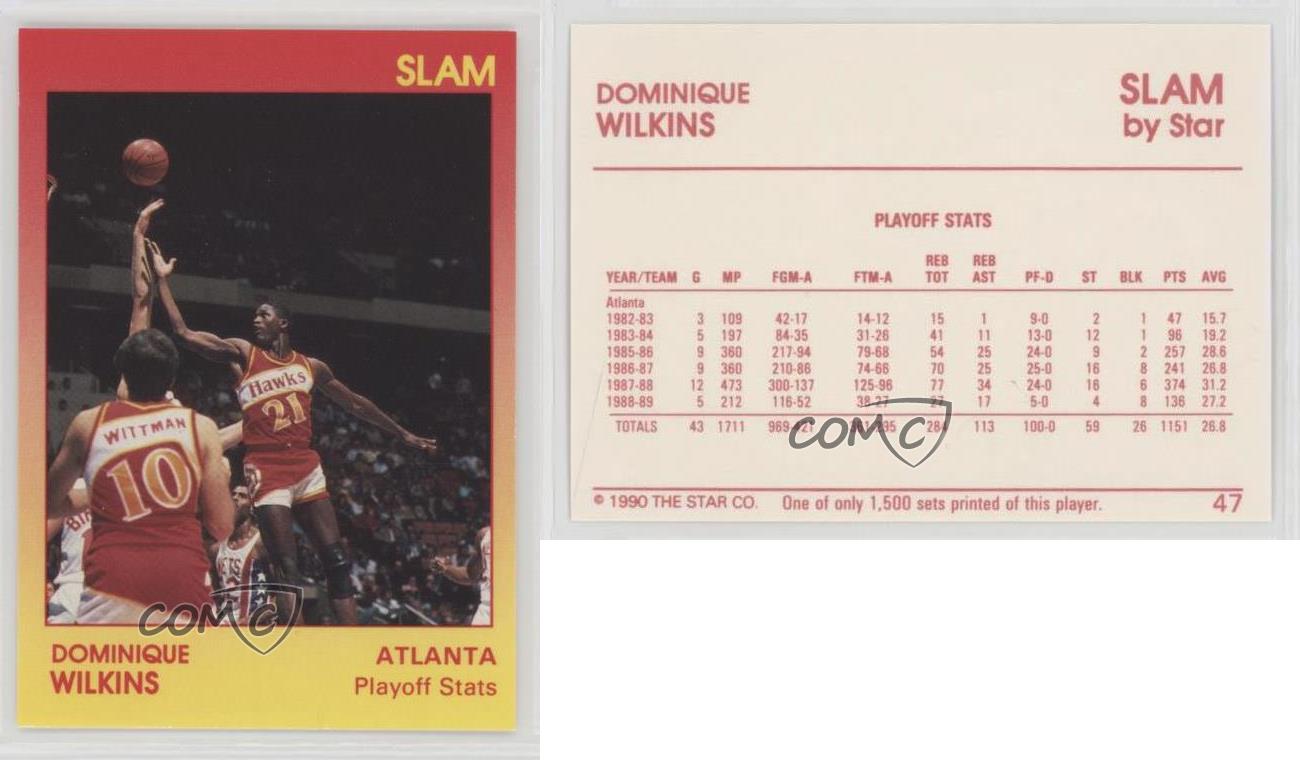 SLAM
Hawks
21
WITTMAN
10
COMC
DOMINIQUE
WILKINS
ATLANTA
Playoff Stats
DOMINIQUE
WILKINS
SLAM
by Star
PLAYOFF STATS
REB REB
YEAR/TEAM G MP FGM-A FTM-A TOT AST PF-D ST BLK PTS AVG
Atlanta
1982-83 3 109 42-17 14-12 15 1 9-0 2 1 47 15.7
1983-84 5 197 84-35 31-26 41 11 13-0 12 1 96 19.2
1985-86 9 360 217-94 79-68 54 25 24-0 9 2 257 28.6
1986-87 9 360 210-86 74-66 70 25 25-0 16 8 241 26.8
1987-88 12 473 300-137 125-96 77 34 24-0 16 6 374 31.2
1988-89 5 212 116-52 38-27 27 17 5-0 4 8 136 27.2
TOTALS 43 1711 284 113 100-0 59 26 1151 26.8
COMC
© 1990 THE STAR CO. One of only 1,500 sets printed of this player. 47